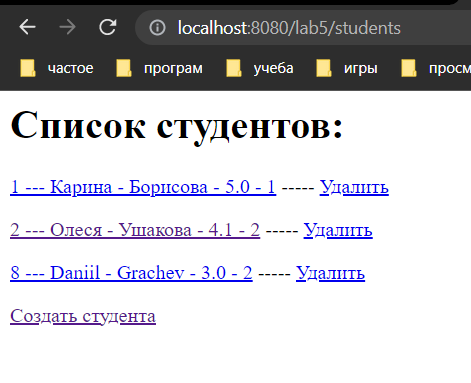 localhost:8080/lab5/students
частое програм учеба игры просм
Список студентов:
1 --- Карина - Борисова - 5.0 - 1 ----- Удалить
2 --- Олеся - Ушакова - 4.1 - 2 ----- Удалить
8 --- Daniil - Grachev - 3.0 - 2 ----- Удалить
Создать студента